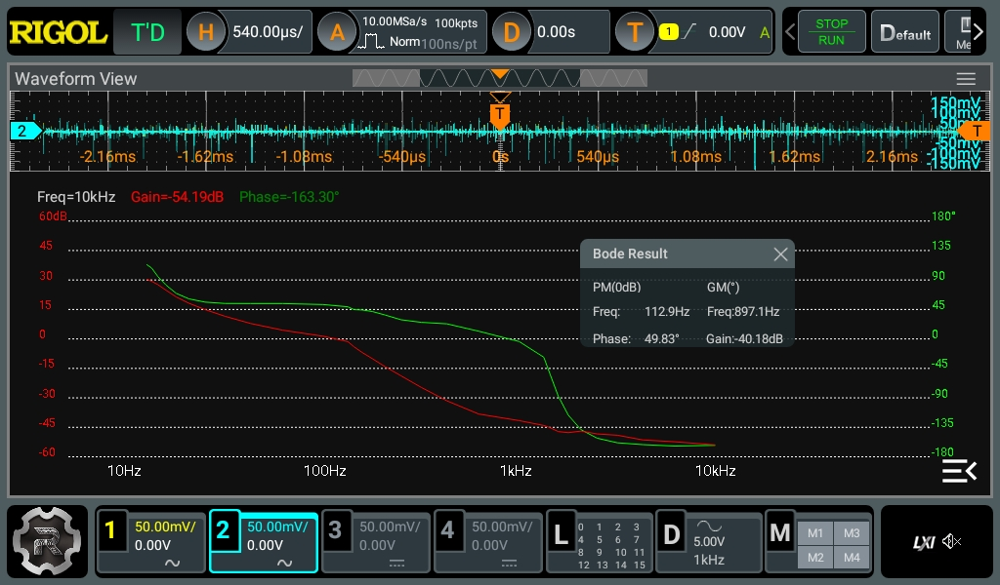 RIGOL T'D H 540.00µs/ A 10.00MSa/s 100kpts D 0.00s T 1 0.00V A STOP Default
Norm 100ns/pt RUN Me
Waveform View
T
2 T
150mV
100mV
-50mV
-100mV
-150mV
-2.16ms -1.62ms -1.08ms -540µs 0s 540µs 1.08ms 1.62ms 2.16ms
Freq=10kHz Gain=-54.19dB Phase=-163.30°
60dB 180°
45 135
Bode Result
30 90
PM(0dB) GM(°)
15 45
Freq: 112.9Hz Freq:897.1Hz
0 0
Phase: 49.83° Gain:-40.18dB
-15 -45
-30 -90
-45 -135
-60 -180
10Hz 100Hz 1kHz 10kHz
1 50.00mV/ 2 50.00mV/ 3 50.00mV/ 4 50.00mV/ L 0 1 2 3 D M M1 M3
0.00V 0.00V 0.00V 0.00V 4 5 6 7 5.00V LXI
8 9 10 11 1kHz M2 M4
12 13 14 15
R